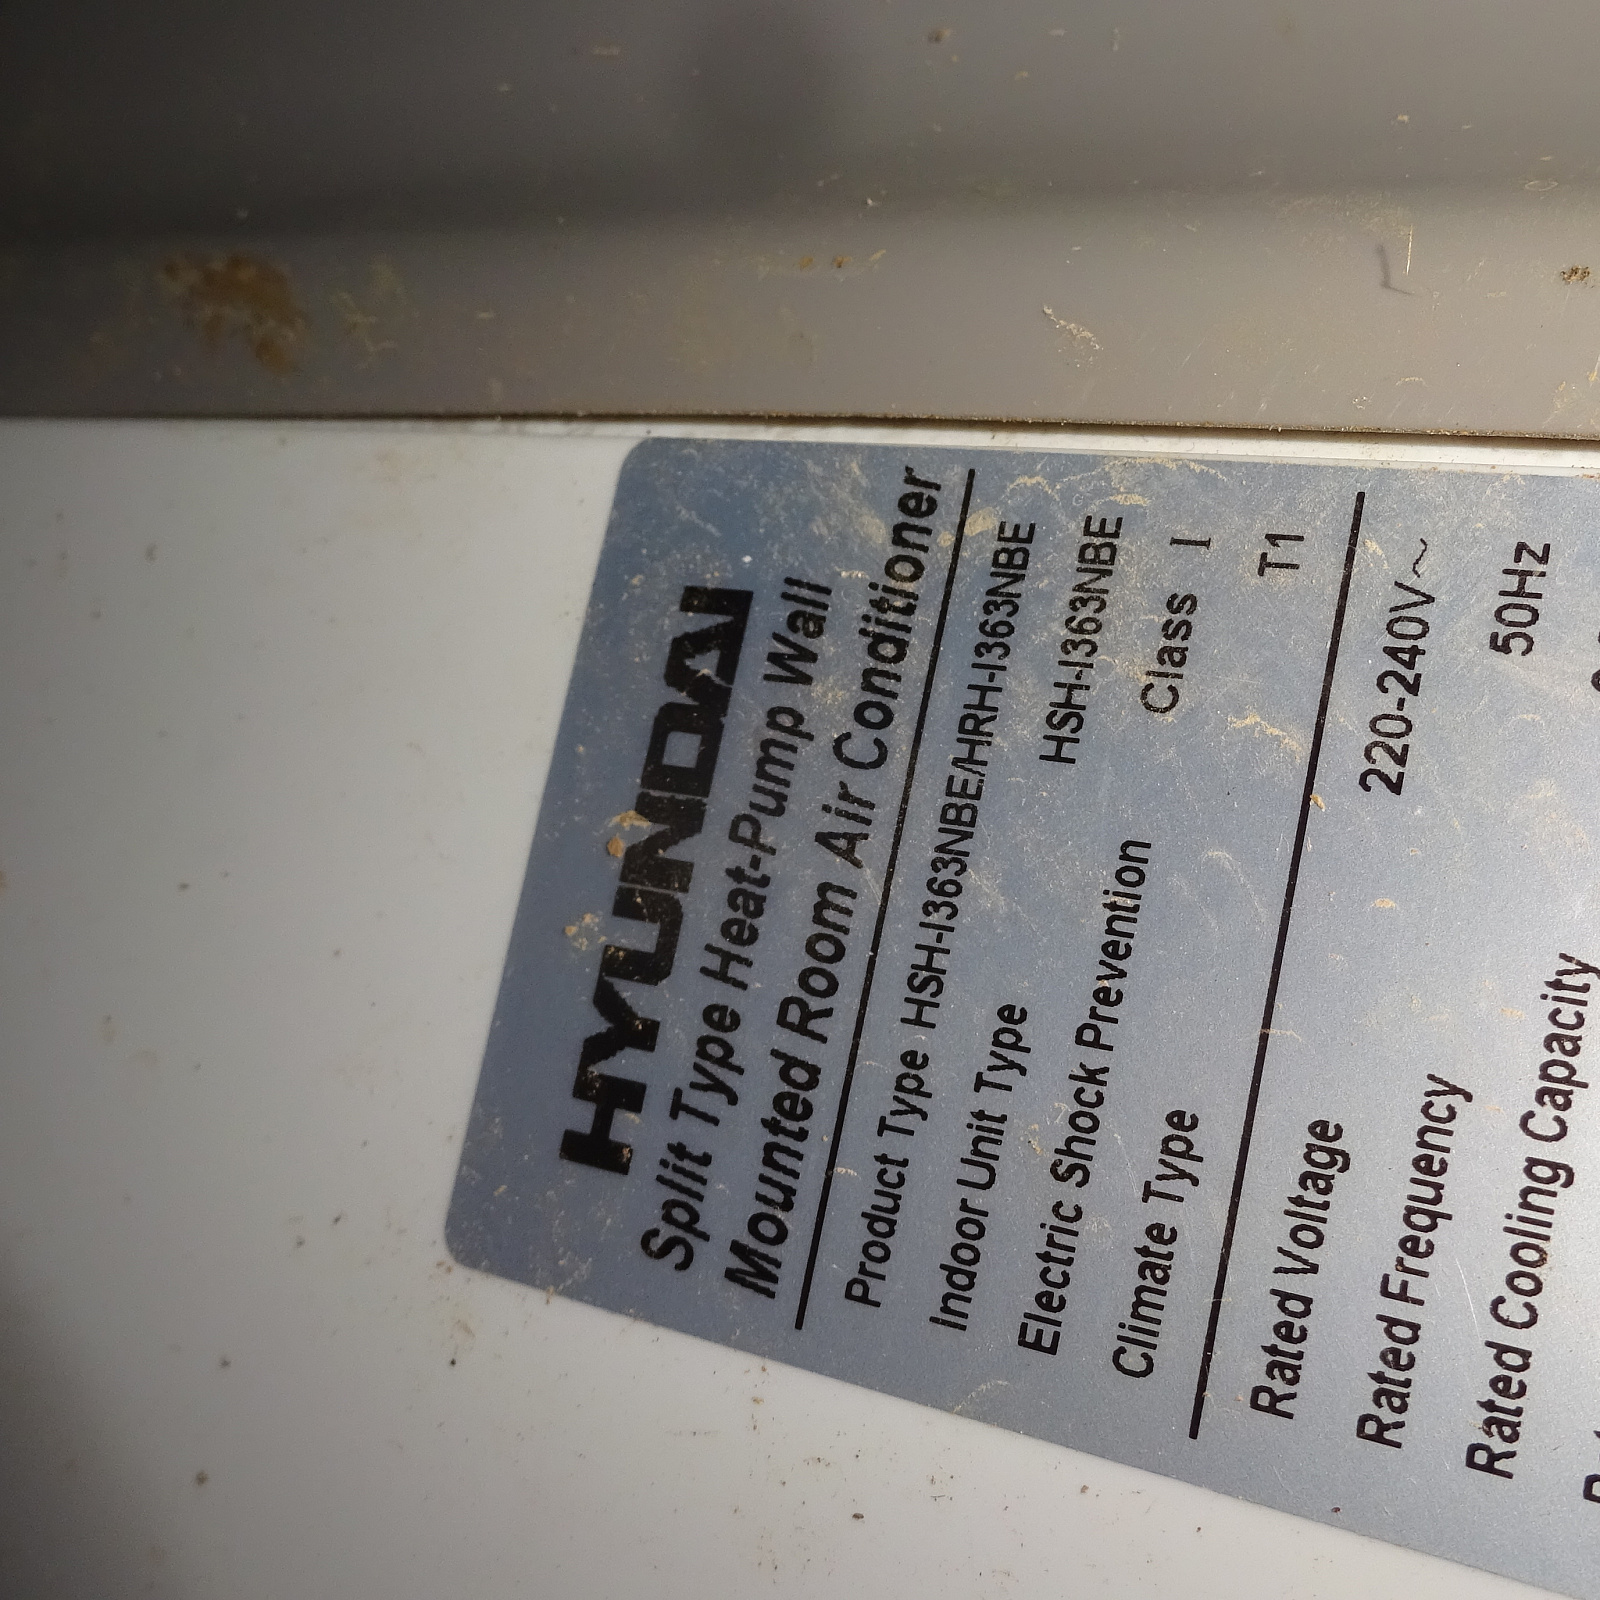 HYUNDAI
Split Type Heat-Pump Wall
Mounted Room Air Conditioner
Product Type HSH-I363NBE/HRH-I363NBE
Indoor Unit Type HSH-I363NBE
Electric Shock Prevention Class I
Climate Type T1
Rated Voltage 220-240V~
Rated Frequency 50Hz
Rated Cooling Capacity